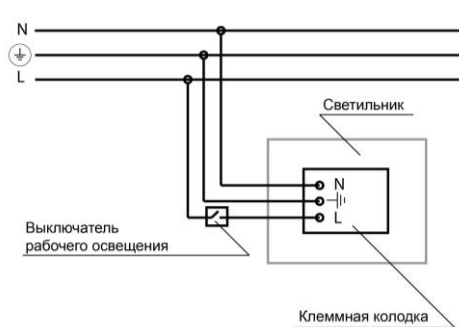 N
L
Светильник
N
L
Выключатель
рабочего освещения
Клеммная колодка